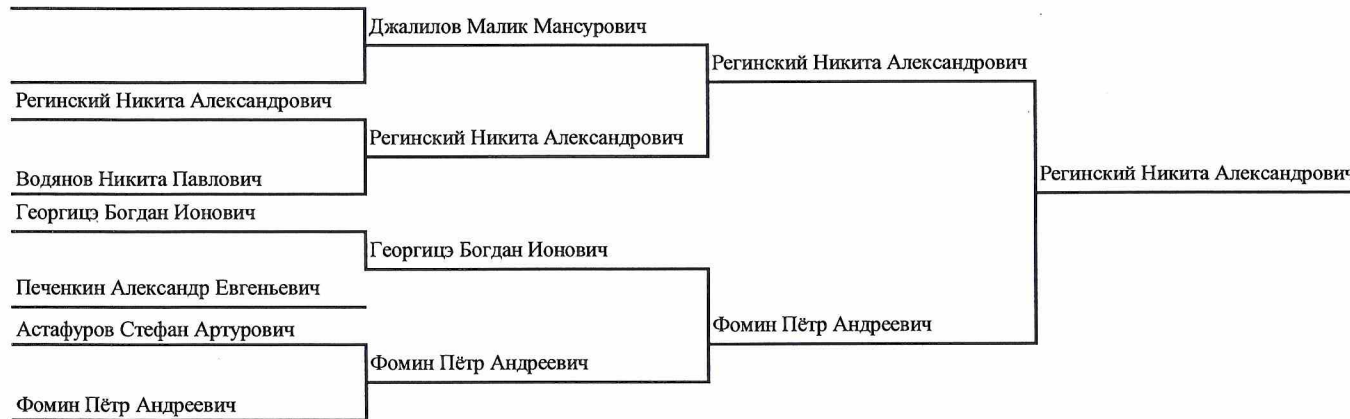 Джалилов Малик Мансурович
Регинский Никита Александрович
Регинский Никита Александрович
Регинский Никита Александрович
Водянов Никита Павлович
Регинский Никита Александрович
Георгицэ Богдан Ионович
Георгицэ Богдан Ионович
Печенкин Александр Евгеньевич
Астафуров Стефан Артурович
Фомин Пётр Андреевич
Фомин Пётр Андреевич
Фомин Пётр Андреевич